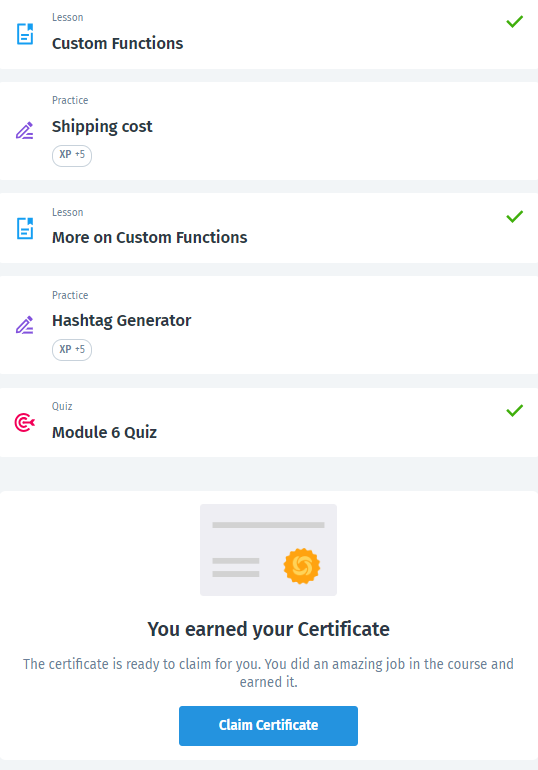 Lesson
Custom Functions
Practice
Shipping cost
XP +5
Lesson
More on Custom Functions
Practice
Hashtag Generator
XP +5
Quiz
Module 6 Quiz
You earned your Certificate
The certificate is ready to claim for you. You did an amazing job in the course and
earned it.
Claim Certificate